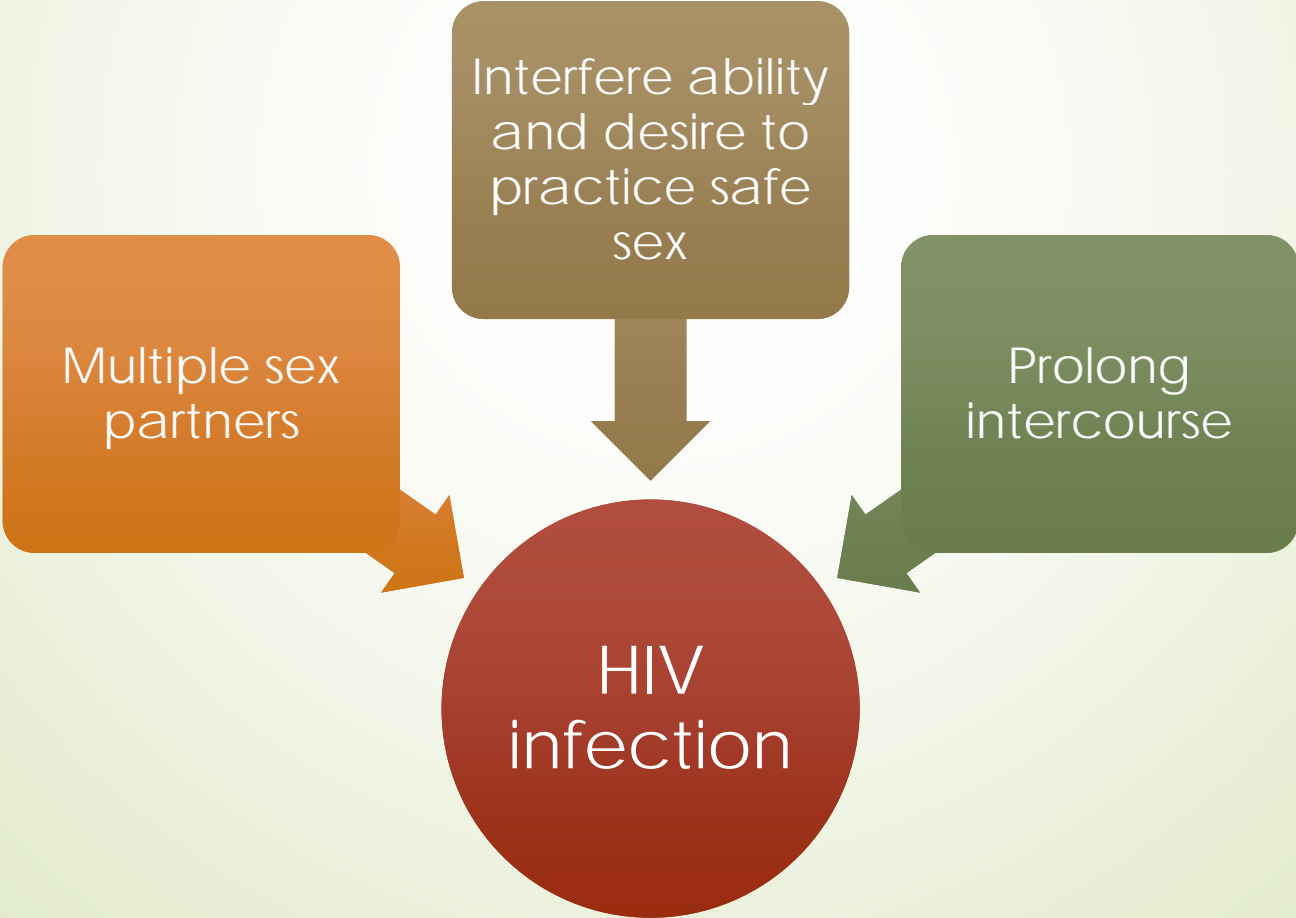 Interfere ability
and desire to
practice safe
sex
Multiple sex
partners
Prolong
intercourse
HIV
infection